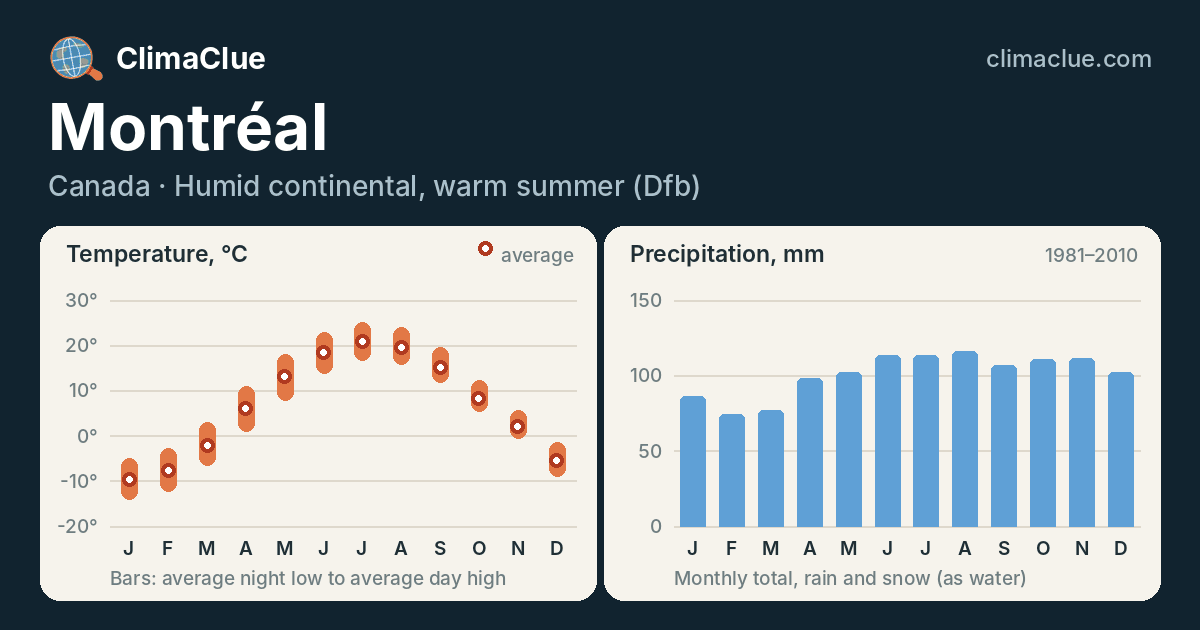 ClimaClue
climaclue.com
Montréal
Canada · Humid continental, warm summer (Dfb)
Temperature, °C
average
30°
20°
10°
0°
-10°
-20°
J F M A M J J A S O N D
Bars: average night low to average day high
Precipitation, mm
1981–2010
150
100
50
0
J F M A M J J A S O N D
Monthly total, rain and snow (as water)